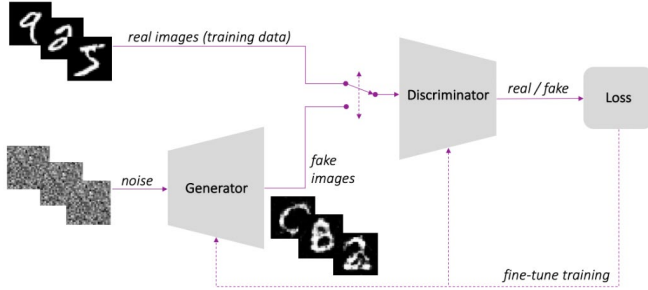 real images (training data)
Discriminator
real / fake
Loss
noise
Generator
fake
images
fine-tune training